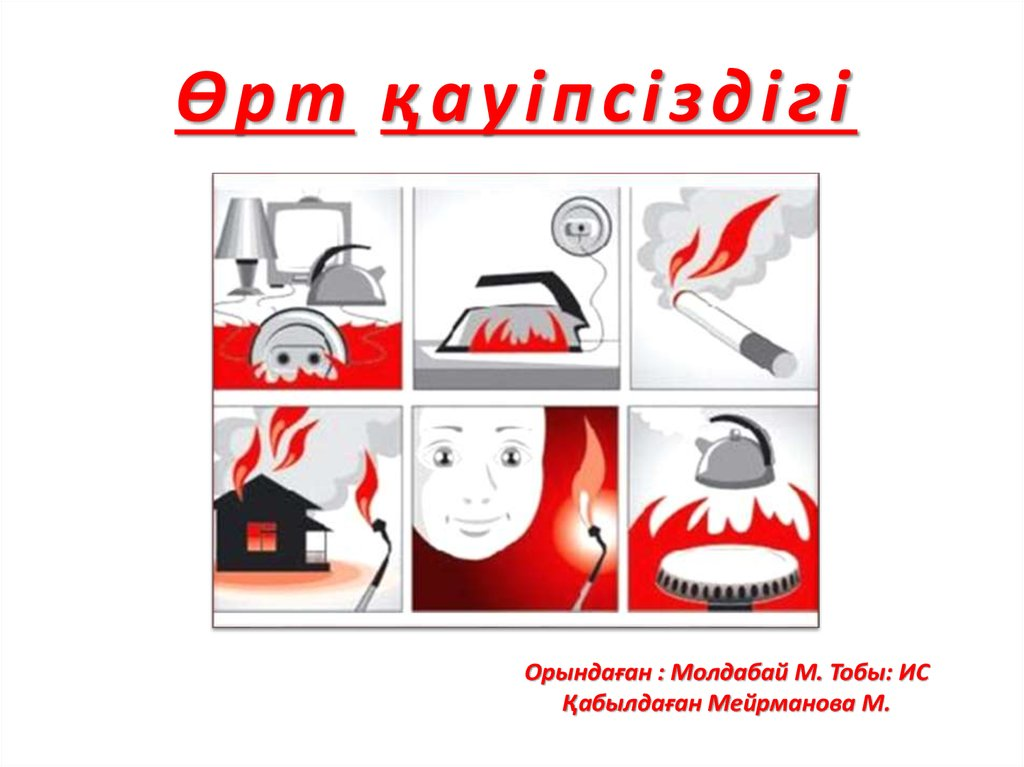 Өрт қауіпсіздігі
Орындаған : Молдабай М. Тобы: ИС
Қабылдаған Мейрманова М.